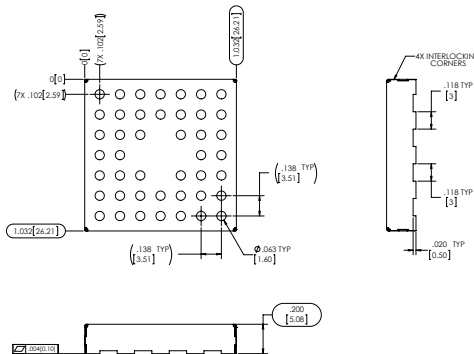 0[0]
(7X .102[2.59])
1.032[26.21]
4X INTERLOCKIN
CORNERS
0[0]
(7X .102[2.59])
.118 TYP
[3]
(.138 TYP)
[3.51]
.118 TYP
[3]
1.032[26.21]
(.138 TYP)
[3.51]
Ø.063 TYP
[1.60]
.020 TYP
[0.50]
.200
[5.08]
.004[0.10]